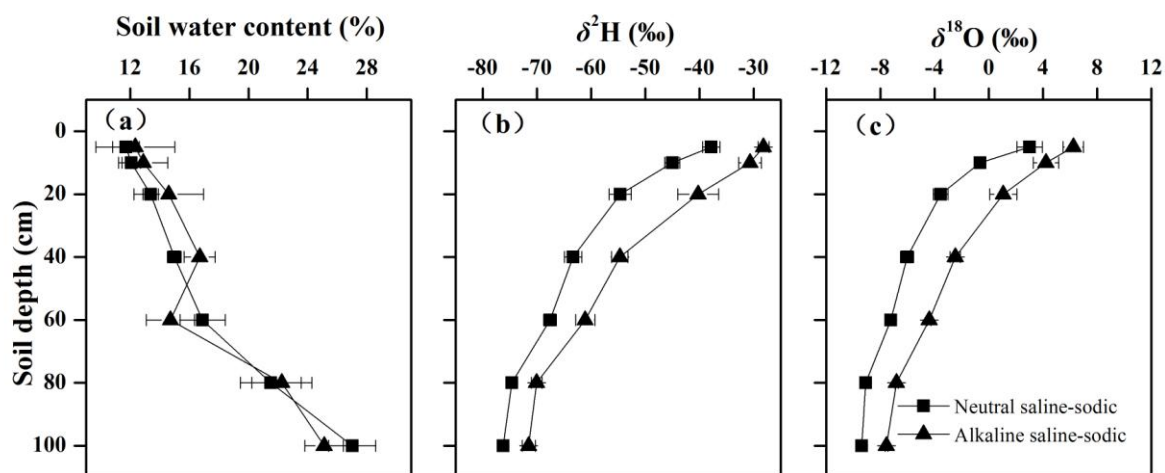 Soil water content (%)
δ²H (‰)
δ¹⁸O (‰)
12 16 20 24 28
-80 -70 -60 -50 -40 -30
-12 -8 -4 0 4 8 12
Soil depth (cm)
0
20
40
60
80
100
（a）
（b）
（c）
Neutral saline-sodic
Alkaline saline-sodic